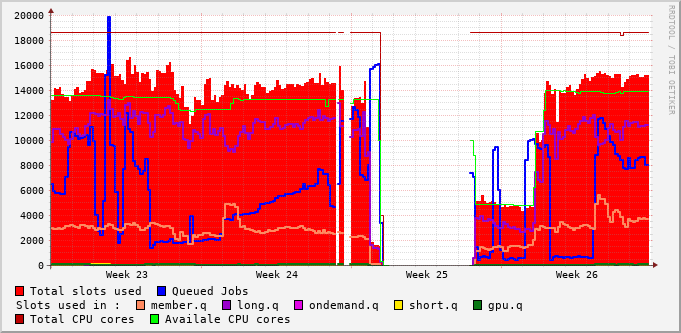 20000
18000
16000
14000
12000
10000
8000
6000
4000
2000
0
Week 23 Week 24 Week 25 Week 26
RRDTOOL / TOBI OETIKER
Total slots used Queued Jobs
Slots used in : member.q long.q ondemand.q short.q gpu.q
Total CPU cores Availale CPU cores